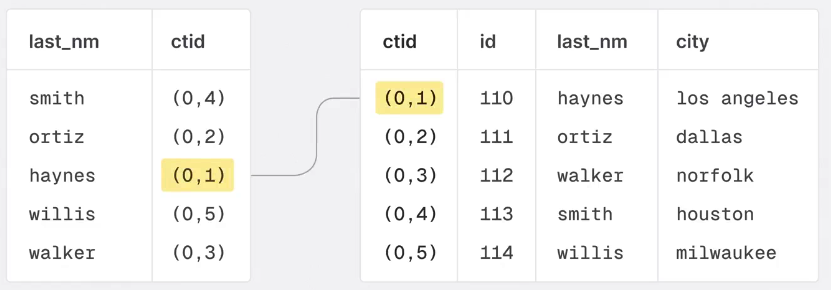 last_nm ctid
smith (0,4)
ortiz (0,2)
haynes (0,1)
willis (0,5)
walker (0,3)
ctid id last_nm city
(0,1) 110 haynes los angeles
(0,2) 111 ortiz dallas
(0,3) 112 walker norfolk
(0,4) 113 smith houston
(0,5) 114 willis milwaukee